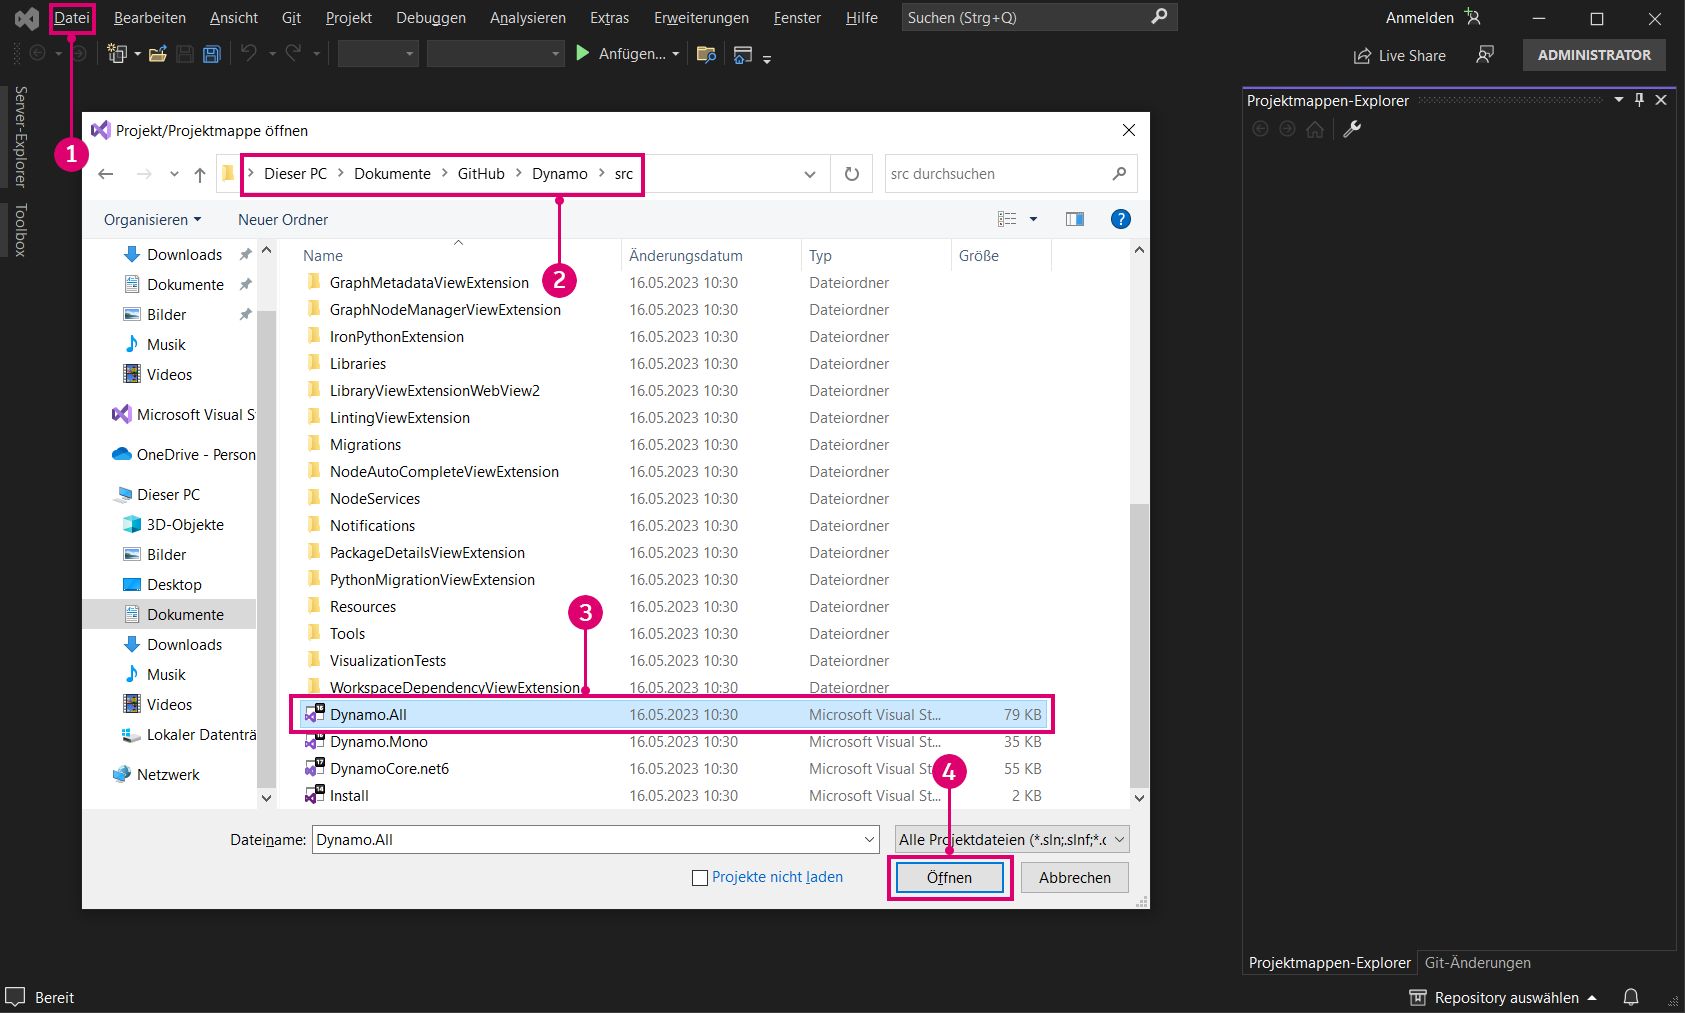 Datei Bearbeiten Ansicht Git Projekt Debuggen Analysieren Extras Erweiterungen Fenster Hilfe Suchen (Strg+Q) Anmelden
Anfügen... Live Share ADMINISTRATOR
Server-Explorer
Toolbox
1
Projektmappen-Explorer
Projekt/Projektmappe öffnen
Dieser PC Dokumente GitHub Dynamo src src durchsuchen
Organisieren Neuer Ordner ?
2
Downloads
Dokumente
Bilder
Musik
Videos
Microsoft Visual S
OneDrive - Person
Dieser PC
3D-Objekte
Bilder
Desktop
Dokumente
Downloads
Musik
Videos
Lokaler Datenträ
Netzwerk
Name Änderungsdatum Typ Größe
GraphMetadataViewExtension 16.05.2023 10:30 Dateiordner
GraphNodeManagerViewExtension 16.05.2023 10:30 Dateiordner
IronPythonExtension 16.05.2023 10:30 Dateiordner
Libraries 16.05.2023 10:30 Dateiordner
LibraryViewExtensionWebView2 16.05.2023 10:30 Dateiordner
LintingViewExtension 16.05.2023 10:30 Dateiordner
Migrations 16.05.2023 10:30 Dateiordner
NodeAutoCompleteViewExtension 16.05.2023 10:30 Dateiordner
NodeServices 16.05.2023 10:30 Dateiordner
Notifications 16.05.2023 10:30 Dateiordner
PackageDetailsViewExtension 16.05.2023 10:30 Dateiordner
PythonMigrationViewExtension 16.05.2023 10:30 Dateiordner
Resources 16.05.2023 10:30 Dateiordner
3
Tools 16.05.2023 10:30 Dateiordner
VisualizationTests 16.05.2023 10:30 Dateiordner
WorkspaceDependencyViewExtension 16.05.2023 10:30 Dateiordner
Dynamo.All 16.05.2023 10:30 Microsoft Visual St... 79 KB
Dynamo.Mono 16.05.2023 10:30 Microsoft Visual St... 35 KB
DynamoCore.net6 16.05.2023 10:30 Microsoft Visual St... 55 KB
4
Install 16.05.2023 10:30 Microsoft Visual St... 2 KB
Dateiname: Dynamo.All Alle Projektdateien (*.sln;.slnf;*.c
Projekte nicht laden Öffnen Abbrechen
Projektmappen-Explorer Git-Änderungen
Bereit Repository auswählen